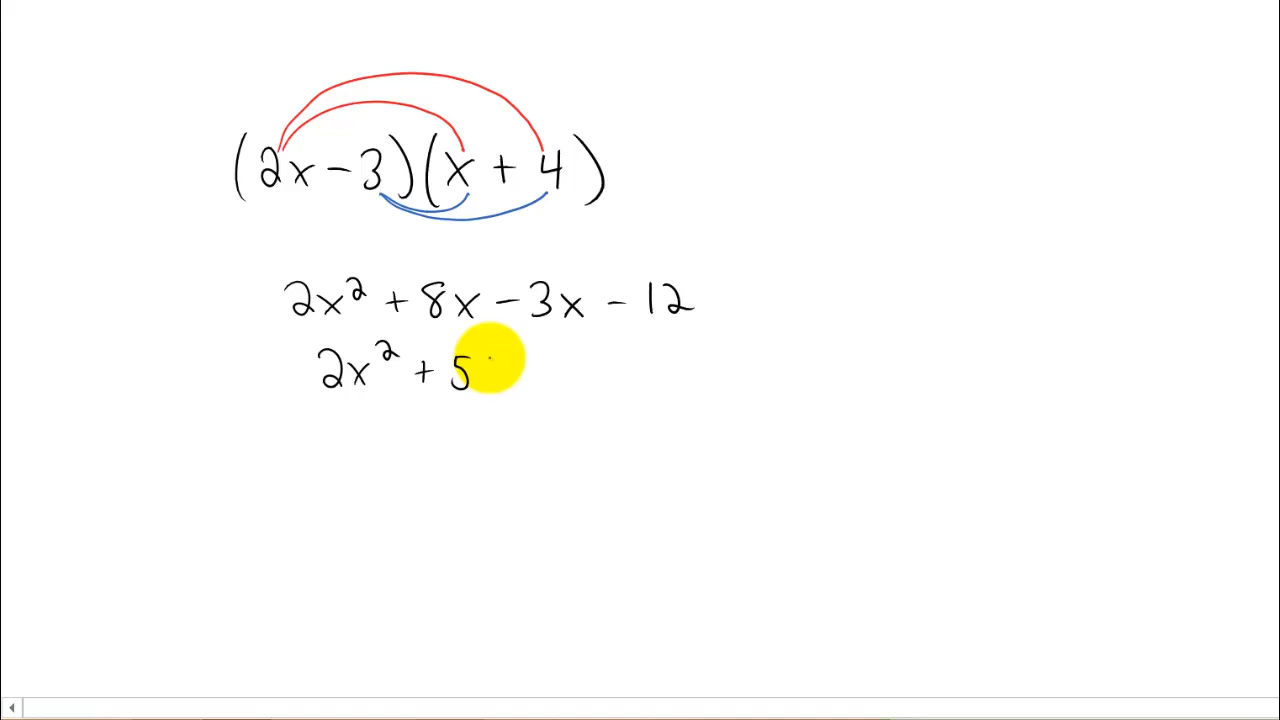 (2x-3)(x+4)
2x² + 8x - 3x - 12
2x² + 5